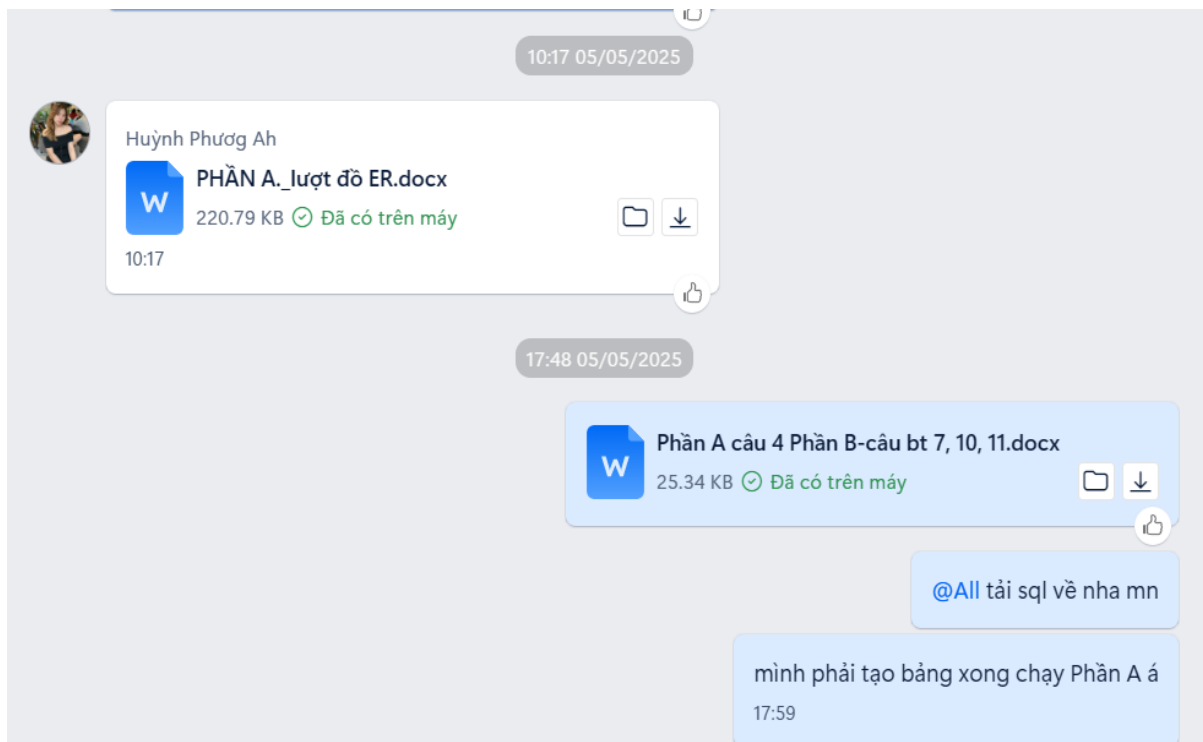 10:17 05/05/2025
Huỳnh Phươg Ah
W
PHẦN A._lượt đồ ER.docx
220.79 KB Đã có trên máy
10:17
17:48 05/05/2025
W
Phần A câu 4 Phần B-câu bt 7, 10, 11.docx
25.34 KB Đã có trên máy
@All tải sql về nha mn
mình phải tạo bảng xong chạy Phần A á
17:59